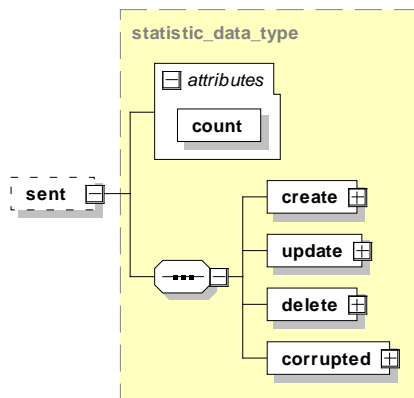 statistic_data_type
attributes
count
sent
create
update
delete
corrupted